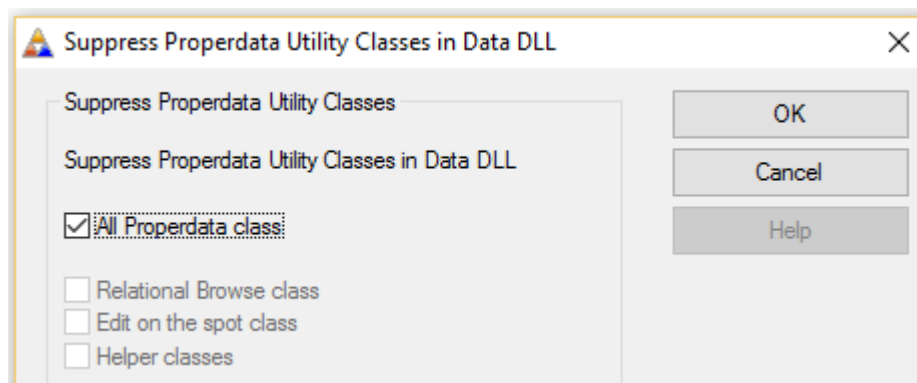 Suppress Properdata Utility Classes in Data DLL
Suppress Properdata Utility Classes
Suppress Properdata Utility Classes in Data DLL
All Properdata class
Relational Browse class
Edit on the spot class
Helper classes
OK
Cancel
Help